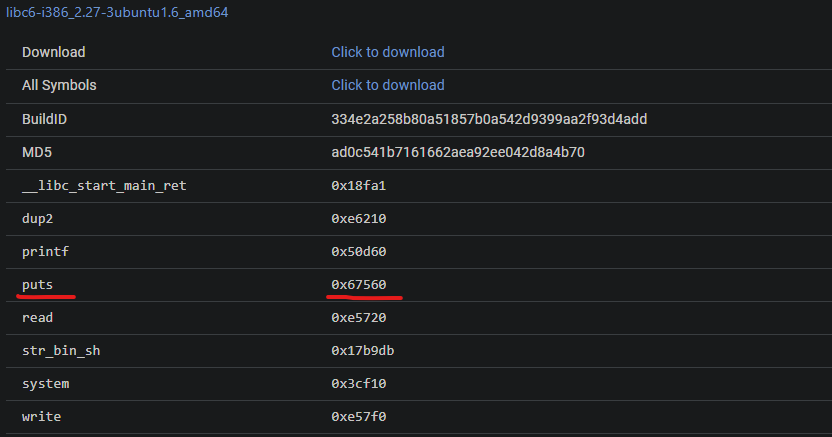 libc6-i386_2.27-3ubuntu1.6_amd64
Download Click to download
All Symbols Click to download
BuildID 334e2a258b80a51857b0a542d9399aa2f93d4add
MD5 ad0c541b7161662aea92ee042d8a4b70
__libc_start_main_ret 0x18fa1
dup2 0xe6210
printf 0x50d60
puts 0x67560
read 0xe5720
str_bin_sh 0x17b9db
system 0x3cf10
write 0xe57f0